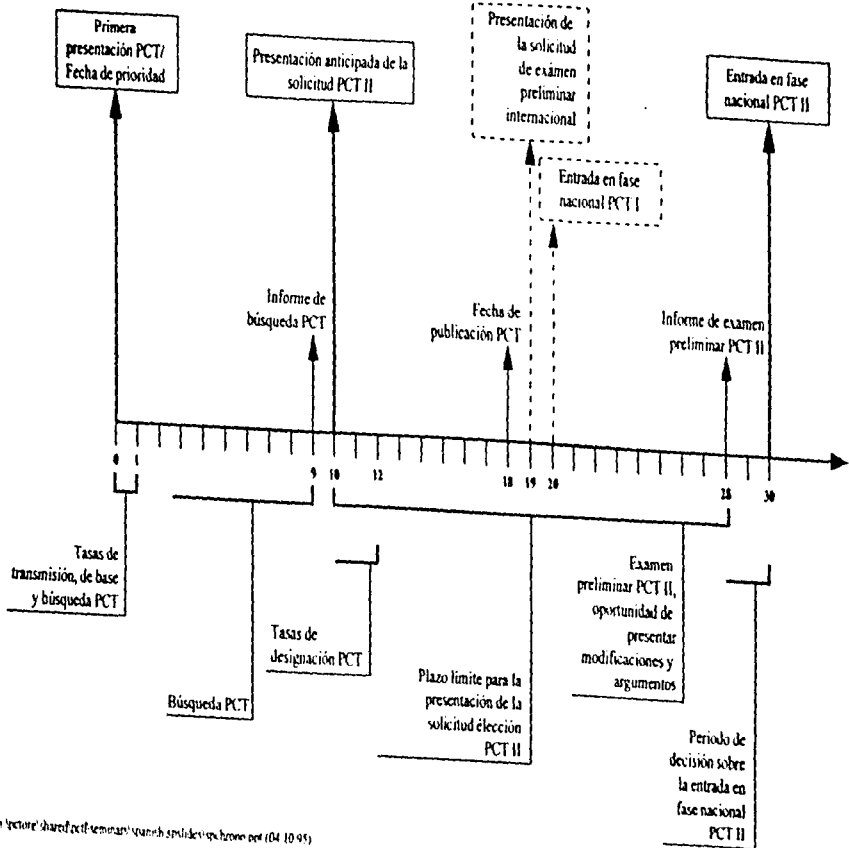 Primera
presentación PCT/
Fecha de prioridad
Presentación anticipada de la
solicitud PCT II
Presentación de
la solicitud
de exámen
preliminar
internacional
Entrada en fase
nacional PCT I
Entrada en fase
nacional PCT II
Informe de
búsqueda PCT
Fecha de
publicación PCT
Informe de examen
preliminar PCT II
0 9 10 12 18 19 20 28 30
Tasas de
transmisión, de base
y búsqueda PCT
Búsqueda PCT
Tasas de
designación PCT
Plazo límite para la
presentación de la
solicitud élección
PCT II
Examen
preliminar PCT II,
oportunidad de
presentar
modificaciones y
argumentos
Periodo de
decisión sobre
la entrada en
fase nacional
PCT II
(04 10 95)